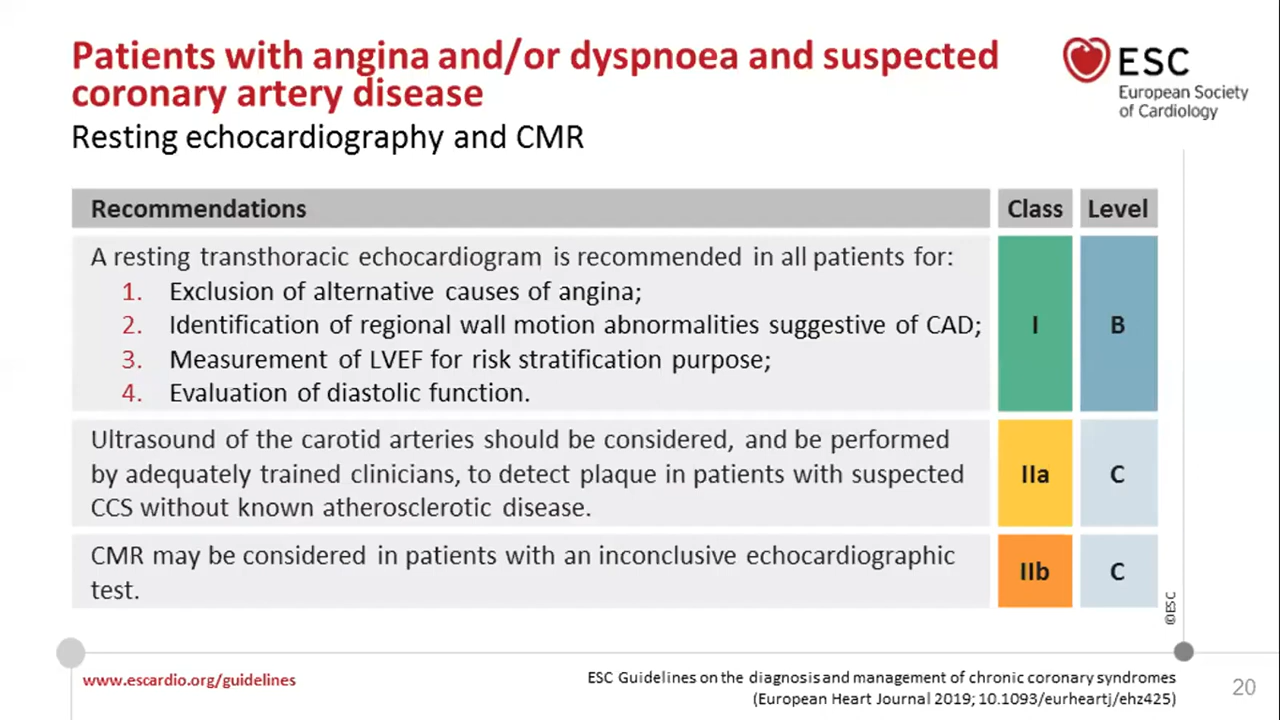 Patients with angina and/or dyspnoea and suspected
coronary artery disease
Resting echocardiography and CMR
ESC
European Society
of Cardiology
Recommendations Class Level
A resting transthoracic echocardiogram is recommended in all patients for:
1. Exclusion of alternative causes of angina;
2. Identification of regional wall motion abnormalities suggestive of CAD;
3. Measurement of LVEF for risk stratification purpose;
4. Evaluation of diastolic function.
I B
Ultrasound of the carotid arteries should be considered, and be performed
by adequately trained clinicians, to detect plaque in patients with suspected
CCS without known atherosclerotic disease.
IIa C
CMR may be considered in patients with an inconclusive echocardiographic
test.
IIb C
©ESC
www.escardio.org/guidelines
ESC Guidelines on the diagnosis and management of chronic coronary syndromes
(European Heart Journal 2019; 10.1093/eurheartj/ehz425)
20